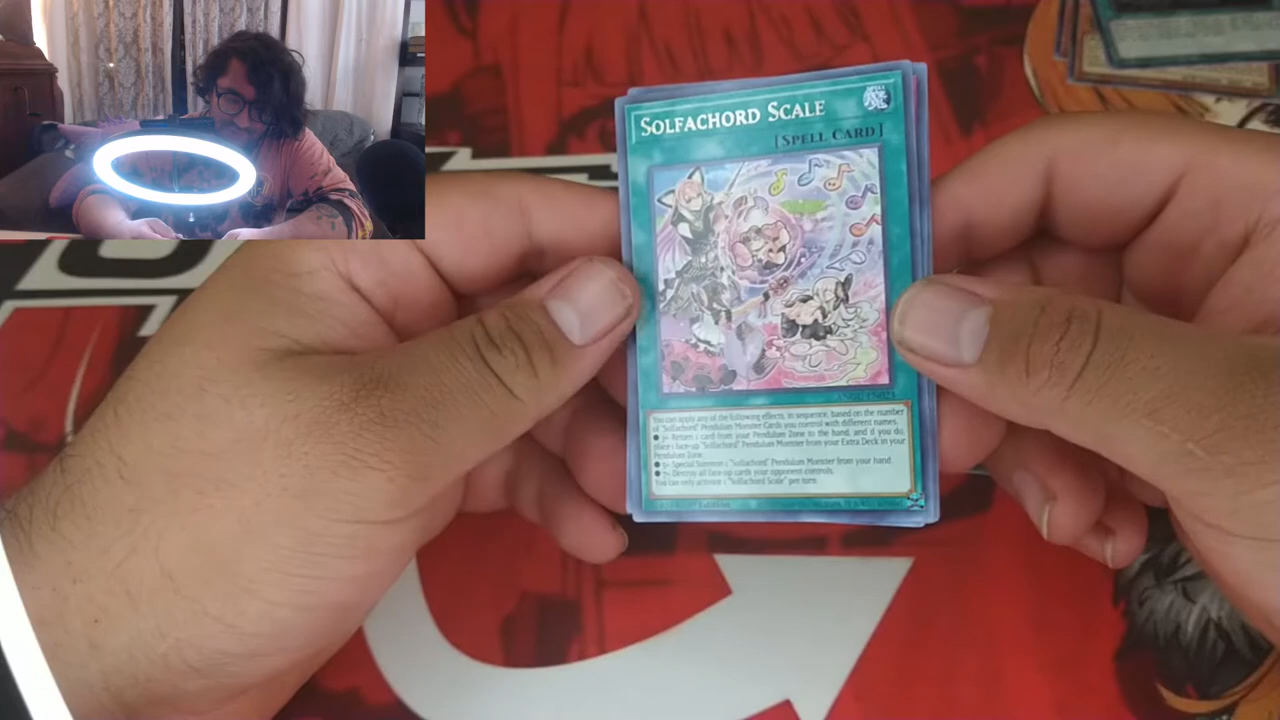 SOLFACHORD SCALE
SPELL
[SPELL CARD]
ANGU-EN023
You can apply any of the following effects, in sequence, based on the number
of "Solfachord" Pendulum Monster Cards you control with different names.
● 3+: Return 1 card from your Pendulum Zone to the hand, and if you do,
place 1 face-up "Solfachord" Pendulum Monster from your Extra Deck in your
Pendulum Zone.
● 5+: Special Summon 1 "Solfachord" Pendulum Monster from your hand.
● 7+: Destroy all face-up cards your opponent controls.
You can only activate 1 "Solfachord Scale" per turn.
Edition